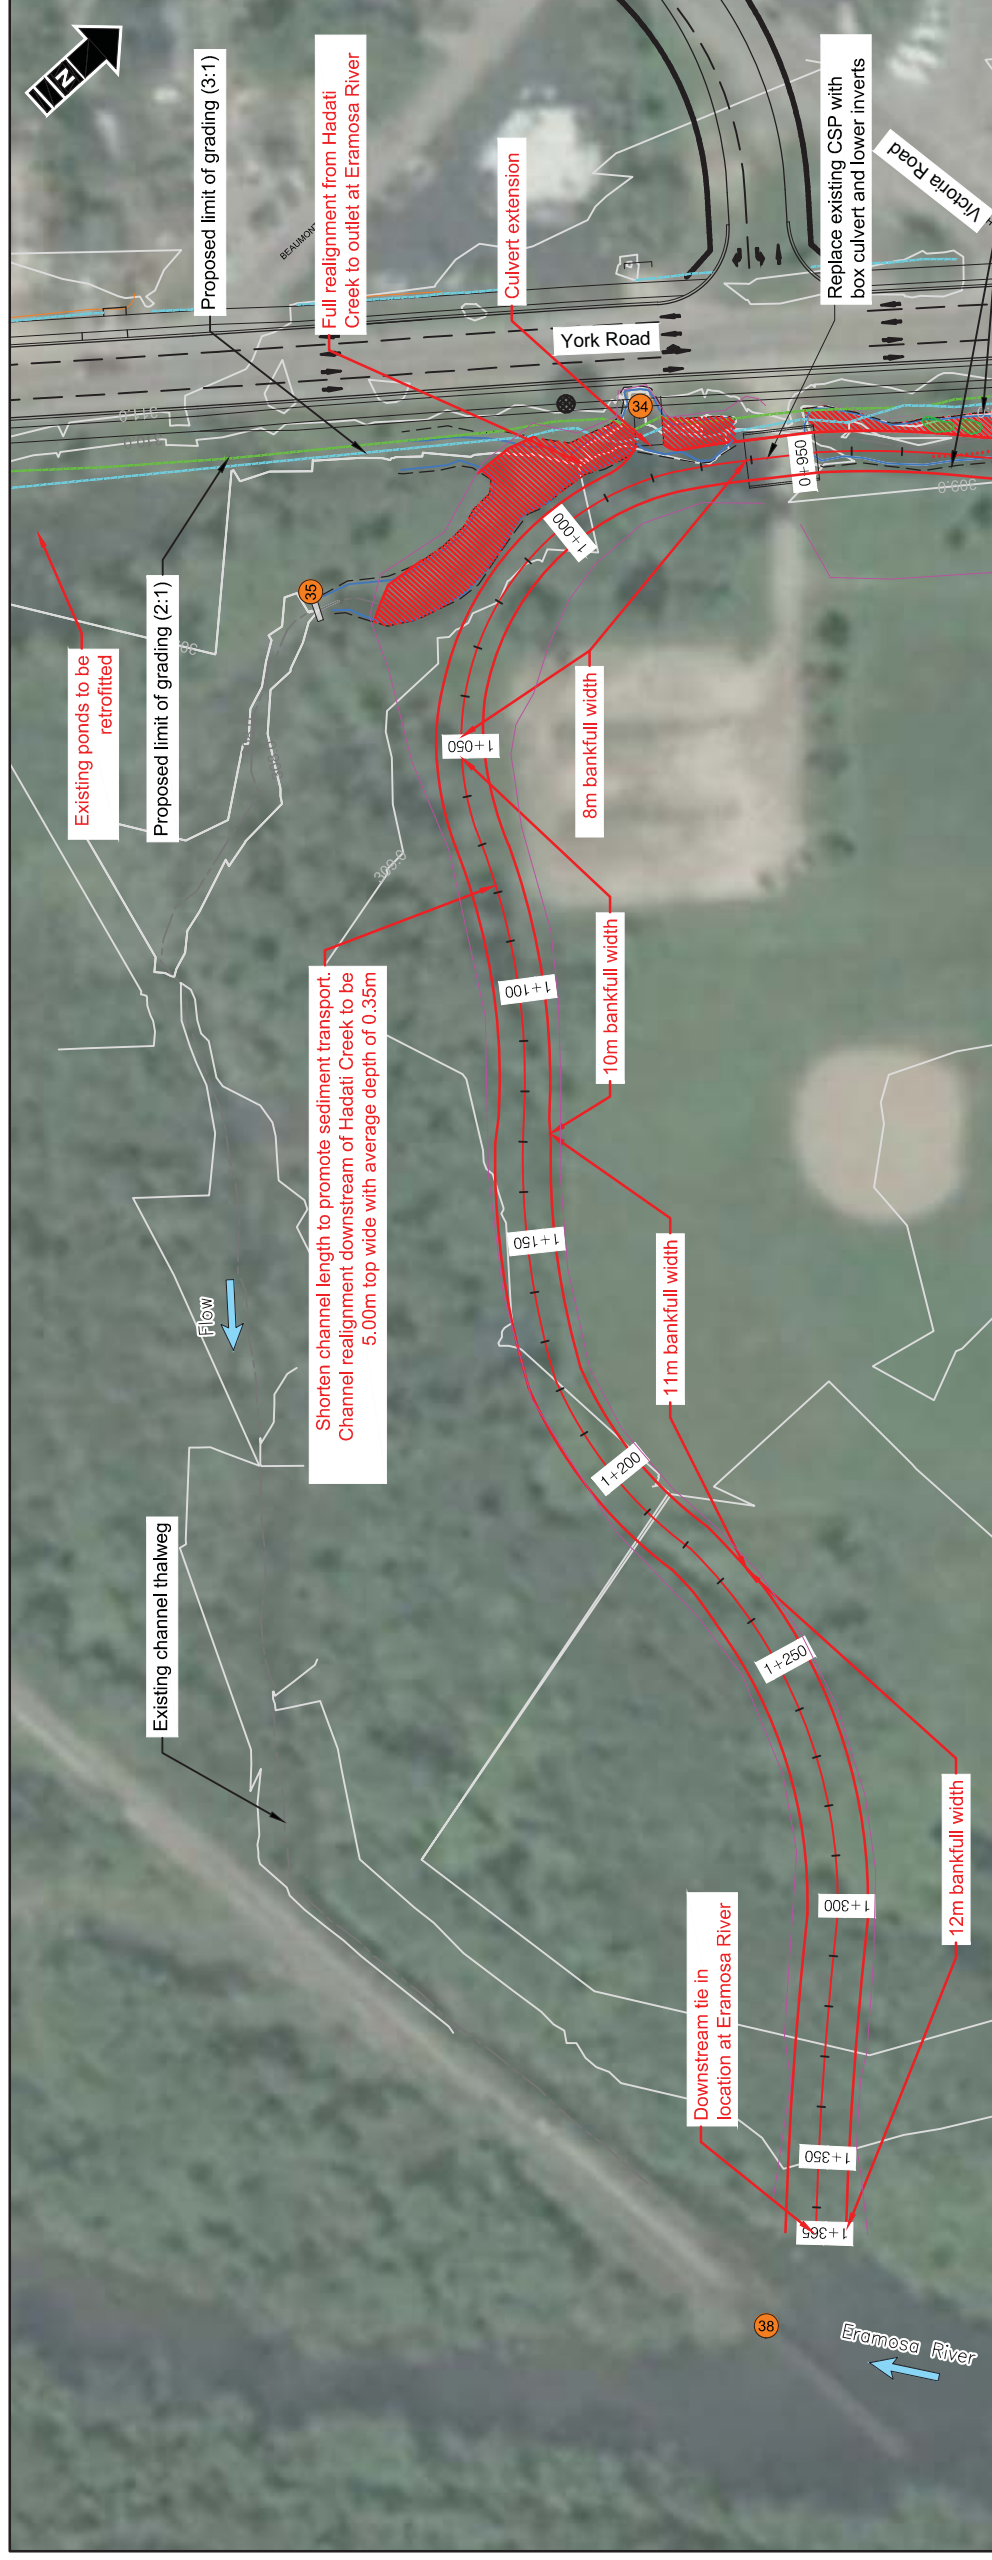 N
Proposed limit of grading (3:1)
Full realignment from Hadati
Creek to outlet at Eramosa River
Culvert extension
Replace existing CSP with
box culvert and lower inverts
Victoria Road
York Road
34
35
0+950
1+000
Existing ponds to be
retrofitted
Proposed limit of grading (2:1)
8m bankfull width
1+050
309.0
10m bankfull width
1+100
Shorten channel length to promote sediment transport.
Channel realignment downstream of Hadati Creek to be
5.00m top wide with average depth of 0.35m
11m bankfull width
1+150
Flow
1+200
Existing channel thalweg
1+250
12m bankfull width
1+300
Downstream tie in
location at Eramosa River
1+350
1+365
38
Eramosa River